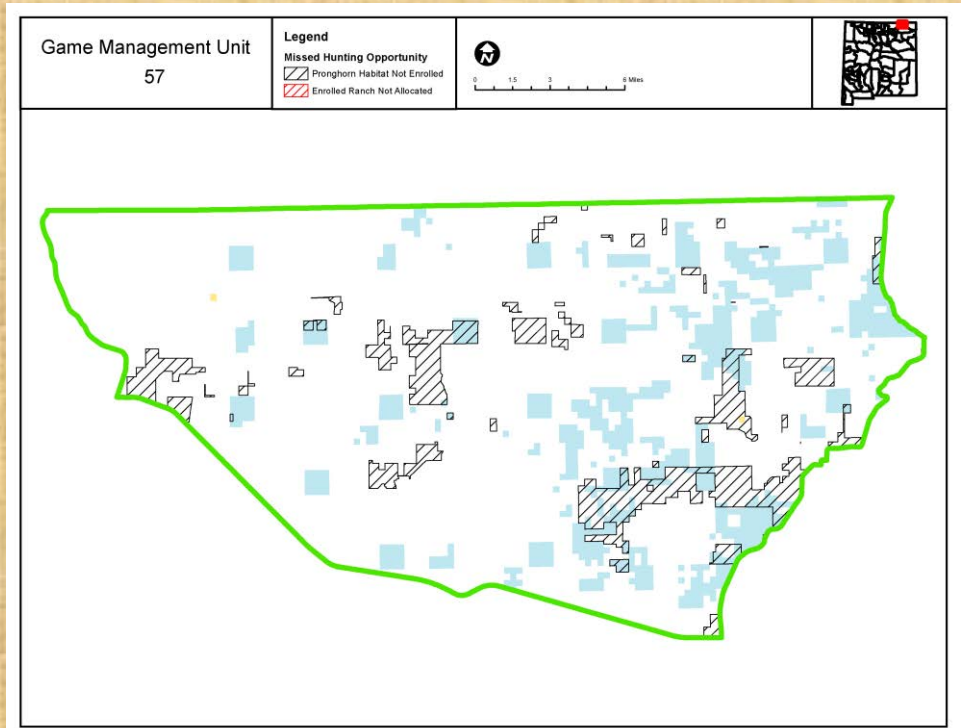 Game Management Unit
57
Legend
Missed Hunting Opportunity
Pronghorn Habitat Not Enrolled
Enrolled Ranch Not Allocated
N
0 1.5 3 6 Miles